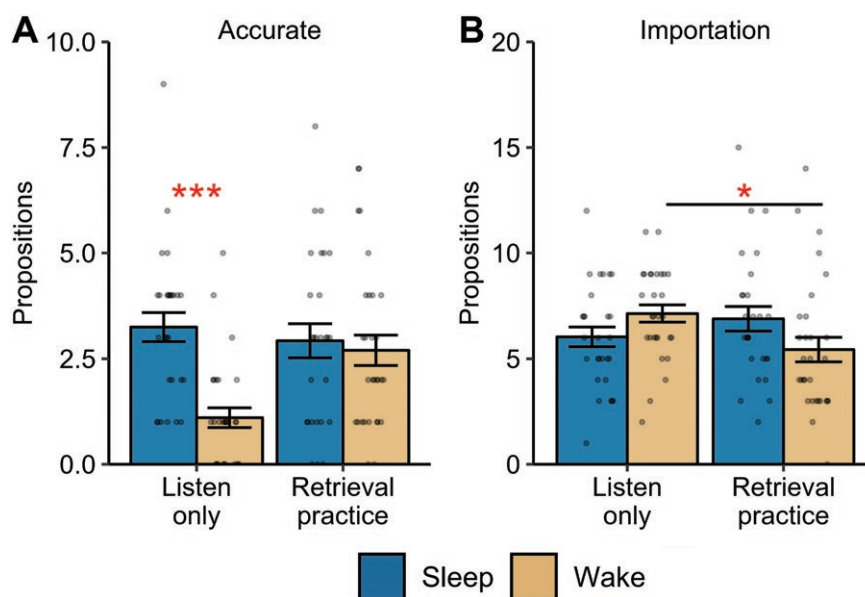 A Accurate
B Importation
Propositions
10.0
7.5
5.0
2.5
0.0
***
Listen only
Retrieval practice
Propositions
20
15
10
5
0
*
Listen only
Retrieval practice
Sleep Wake